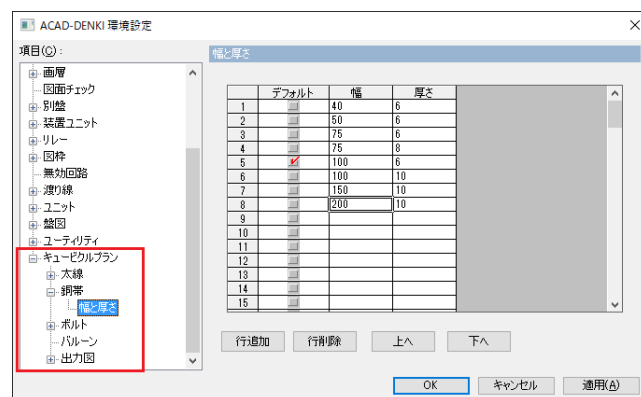 ACAD-DENKI 環境設定
項目(C):
画層
図面チェック
別盤
装置ユニット
リレー
図枠
無効回路
渡り線
ユニット
盤図
ユーティリティ
キュービクルプラン
太線
銅帯
幅と厚さ
ボルト
バルーン
出力図
幅と厚さ
デフォルト 幅 厚さ
1 40 6
2 50 6
3 75 6
4 75 8
5 100 6
6 100 10
7 150 10
8 200 10
9
10
11
12
13
14
15
行追加 行削除 上へ 下へ
OK キャンセル 適用(A)